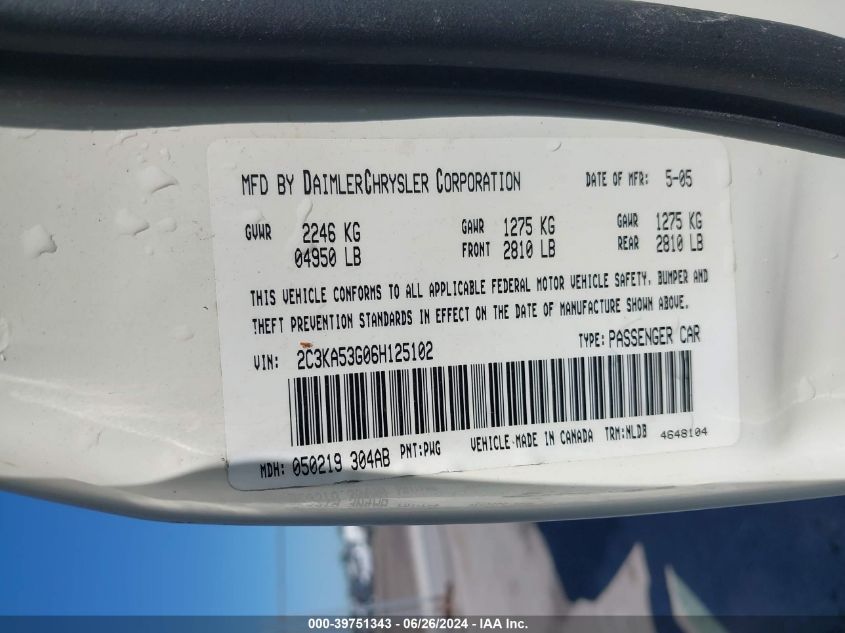 MFD BY DAIMLERCHRYSLER CORPORATION DATE OF MFR: 5-05
GVWR 2246 KG GAWR 1275 KG GAWR 1275 KG
04950 LB FRONT 2810 LB REAR 2810 LB
THIS VEHICLE CONFORMS TO ALL APPLICABLE FEDERAL MOTOR VEHICLE SAFETY, BUMPER AND
THEFT PREVENTION STANDARDS IN EFFECT ON THE DATE OF MANUFACTURE SHOWN ABOVE.
VIN: 2C3KA53G06H125102 TYPE: PASSENGER CAR
MDH: 050219 304AB PNT: PWG VEHICLE MADE IN CANADA TRM: NLDB 4648104
000-39751343 - 06/26/2024 - IAA Inc.